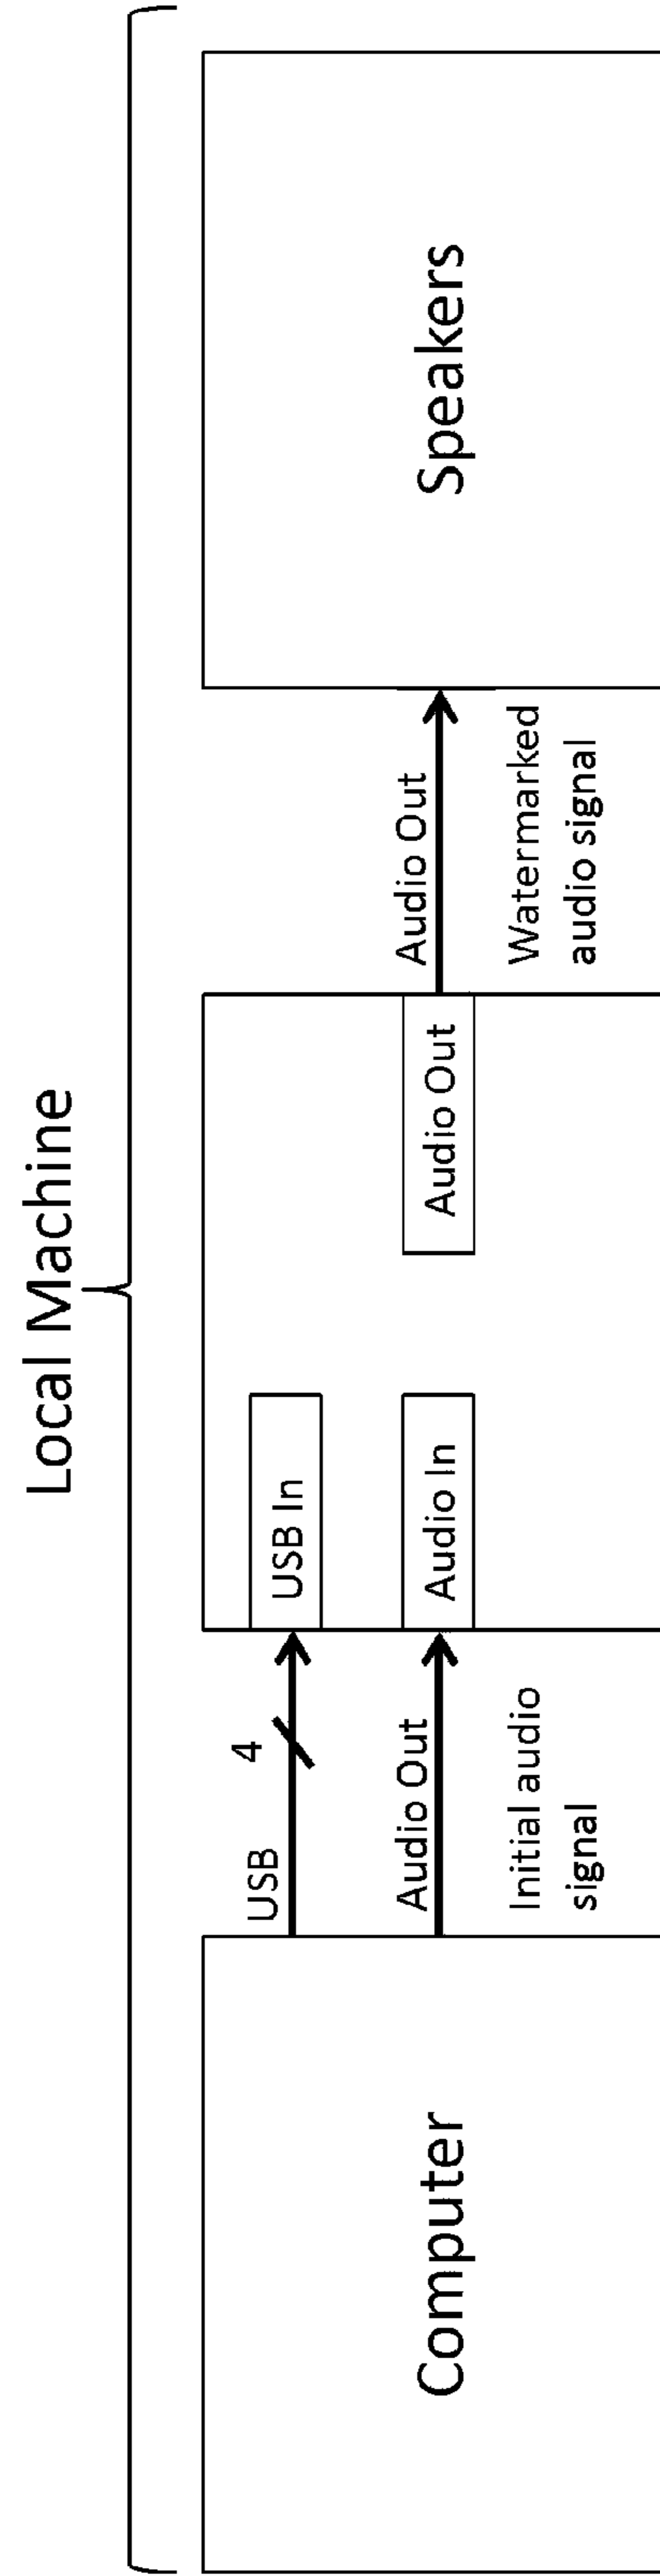 Local Machine
Computer
USB
4
Audio Out
Initial audio
signal
USB In
Audio In
Audio Out
Audio Out
Watermarked
audio signal
Speakers